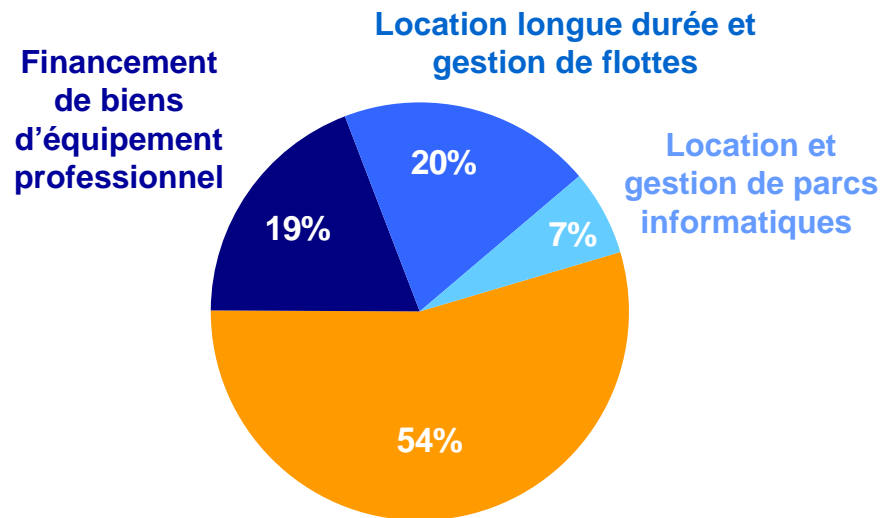 Location longue durée et
gestion de flottes
Financement
de biens
d’équipement
professionnel
Location et
gestion de parcs
informatiques
20%
19%
7%
54%